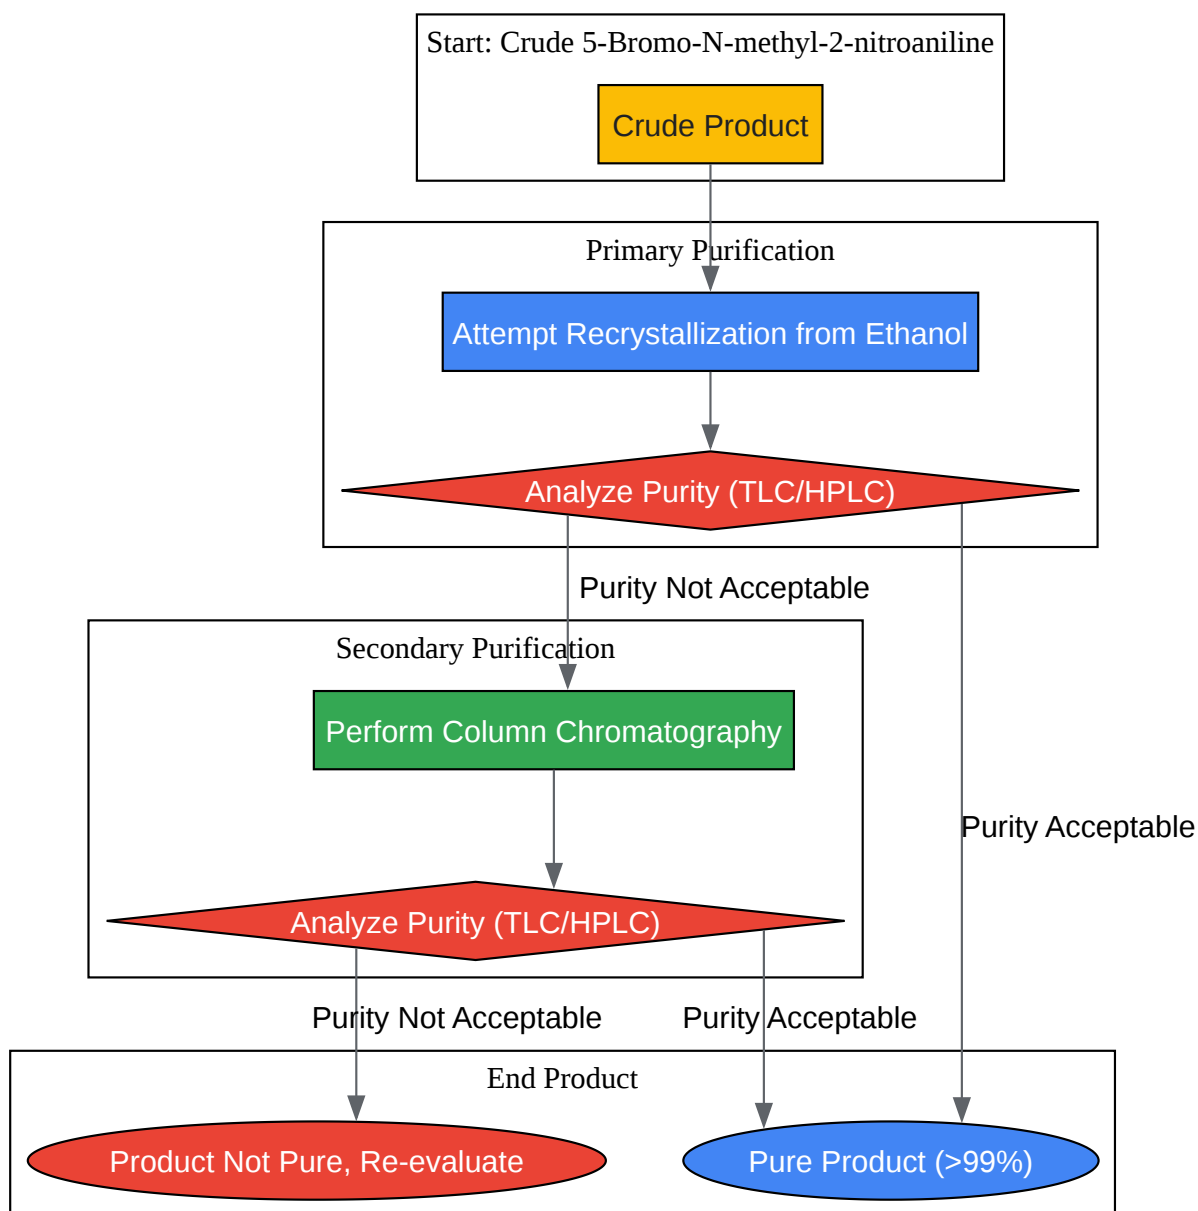 Start: Crude 5-Bromo-N-methyl-2-nitroaniline
Crude Product
Primary Purification
Attempt Recrystallization from Ethanol
Analyze Purity (TLC/HPLC)
Purity Not Acceptable
Secondary Purification
Perform Column Chromatography
Purity Acceptable
Analyze Purity (TLC/HPLC)
Purity Not Acceptable
Purity Acceptable
End Product
Product Not Pure, Re-evaluate
Pure Product (>99%)